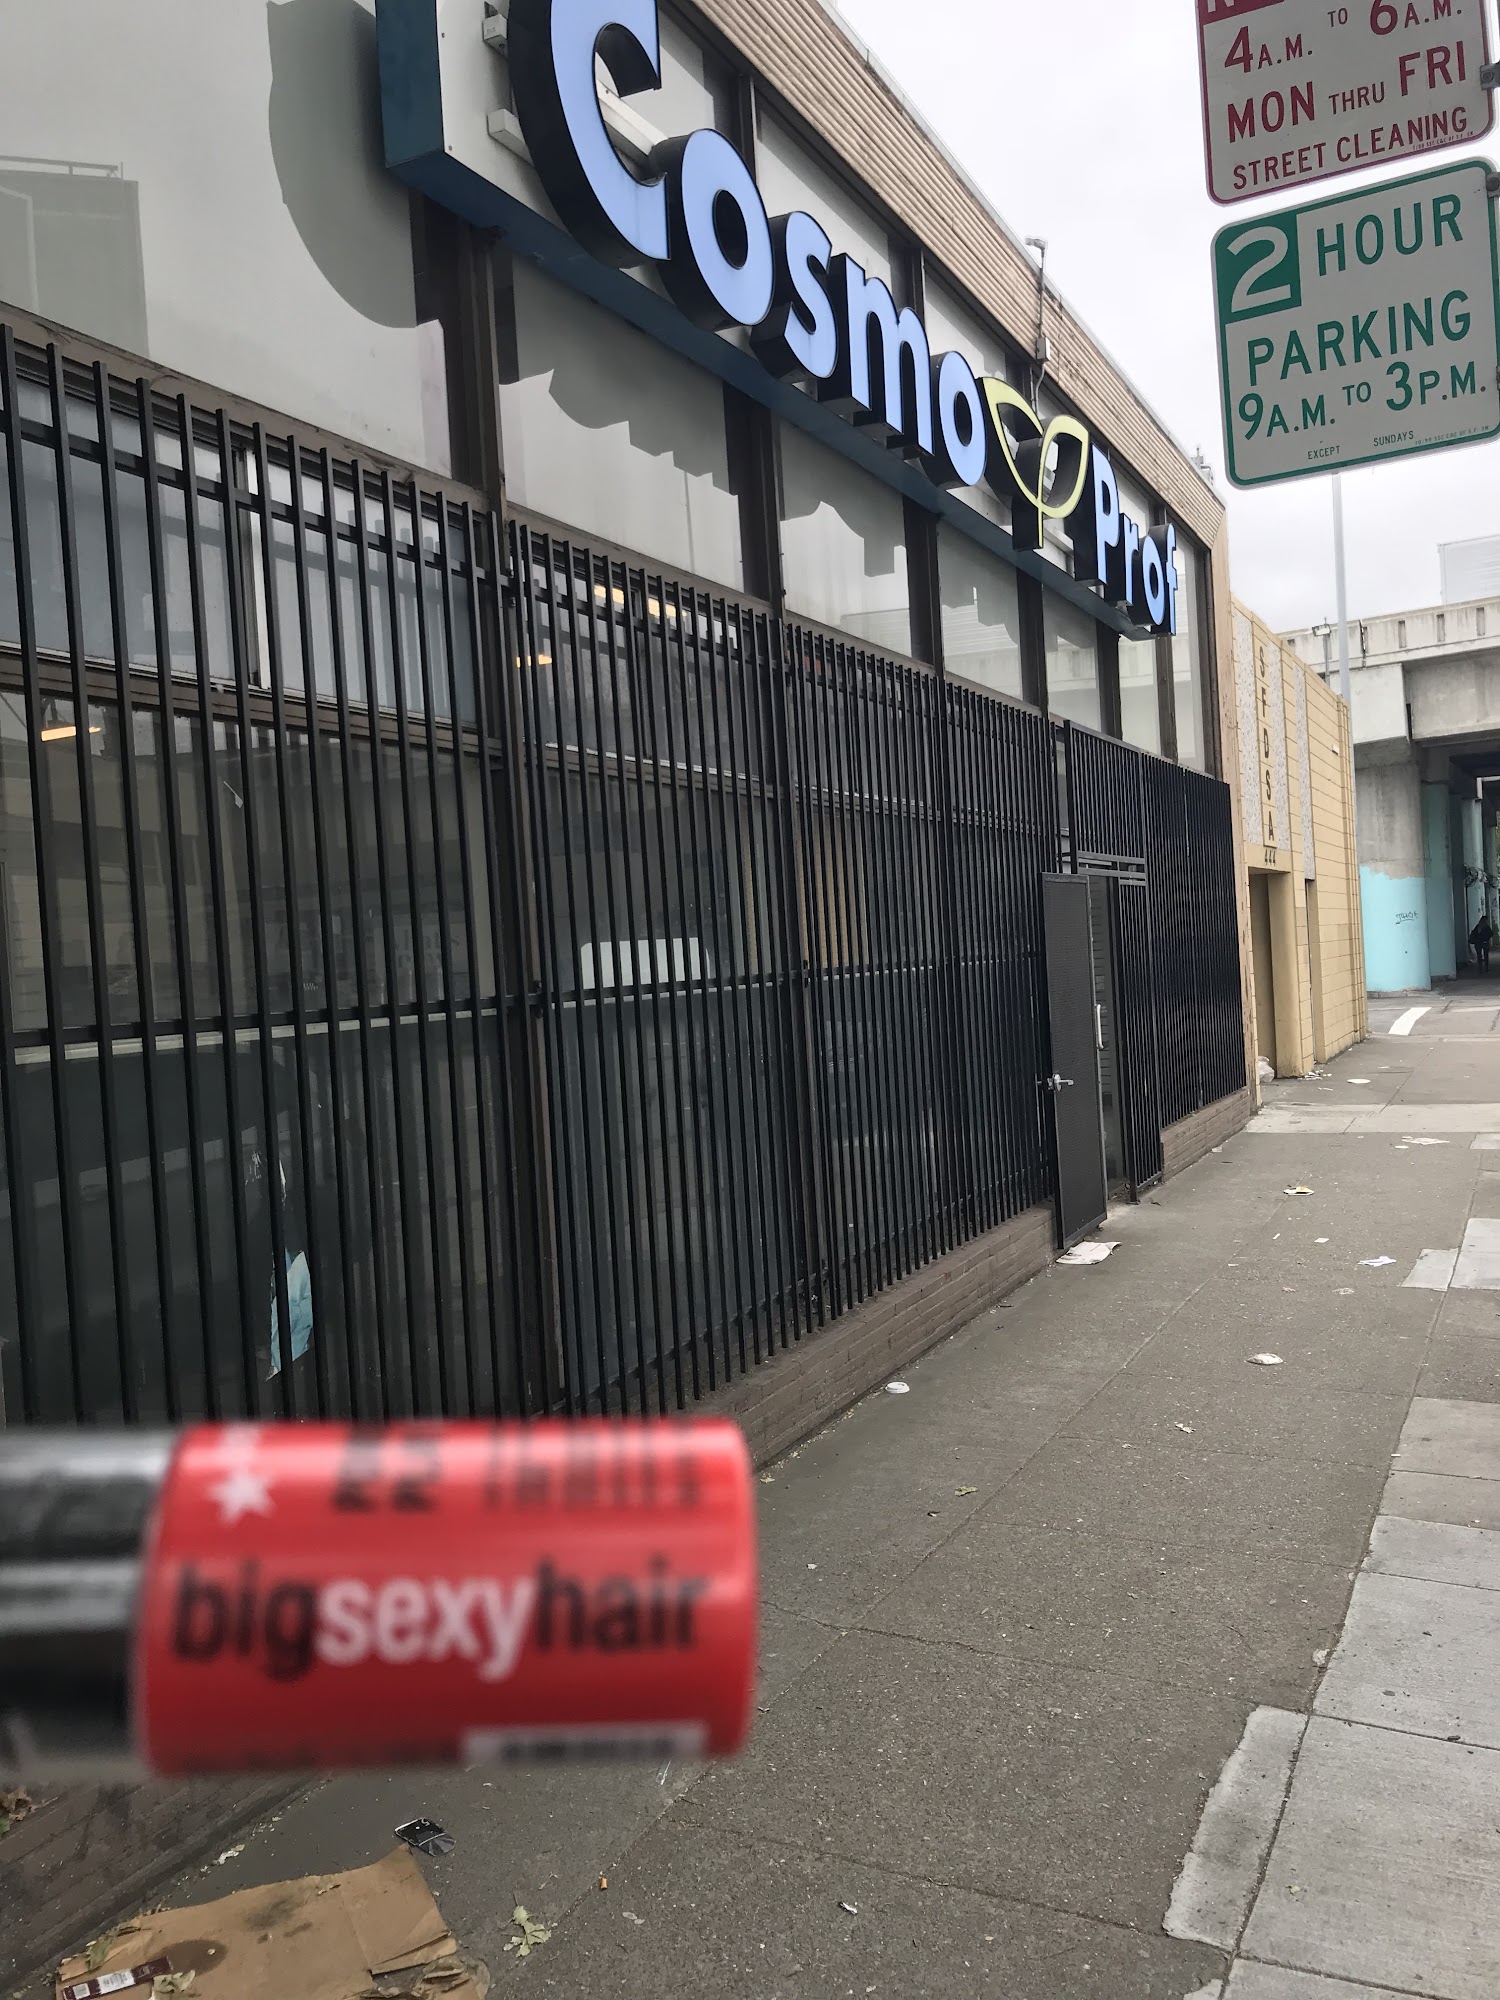 Cosmo Prof
4A.M. TO 6A.M.
MON THRU FRI
STREET CLEANING
2 HOUR
PARKING
9A.M. TO 3P.M.
EXCEPT SUNDAYS
SFDSA
bigsexyhair